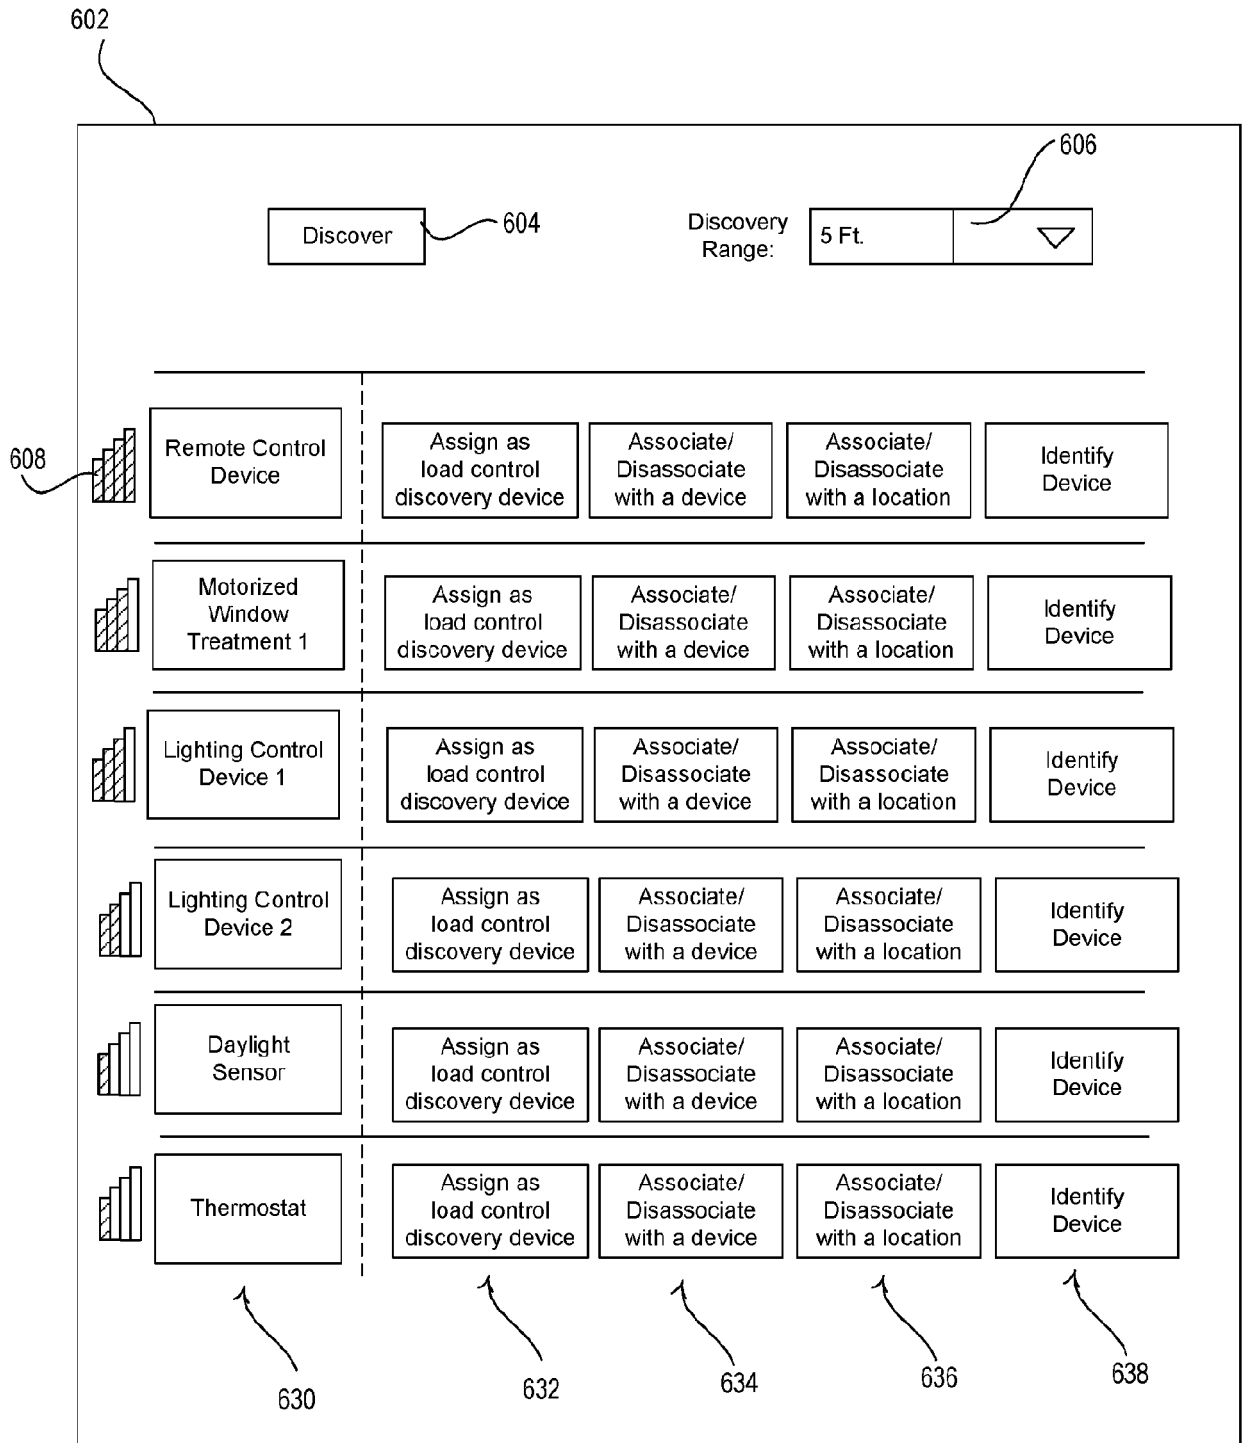 602
606
Discover
604
Discovery
Range:
5 Ft.
608
Remote Control
Device
Assign as
load control
discovery device
Associate/
Disassociate
with a device
Associate/
Disassociate
with a location
Identify
Device
Motorized
Window
Treatment 1
Assign as
load control
discovery device
Associate/
Disassociate
with a device
Associate/
Disassociate
with a location
Identify
Device
Lighting Control
Device 1
Assign as
load control
discovery device
Associate/
Disassociate
with a device
Associate/
Disassociate
with a location
Identify
Device
Lighting Control
Device 2
Assign as
load control
discovery device
Associate/
Disassociate
with a device
Associate/
Disassociate
with a location
Identify
Device
Daylight
Sensor
Assign as
load control
discovery device
Associate/
Disassociate
with a device
Associate/
Disassociate
with a location
Identify
Device
Thermostat
Assign as
load control
discovery device
Associate/
Disassociate
with a device
Associate/
Disassociate
with a location
Identify
Device
630
632
634
636
638